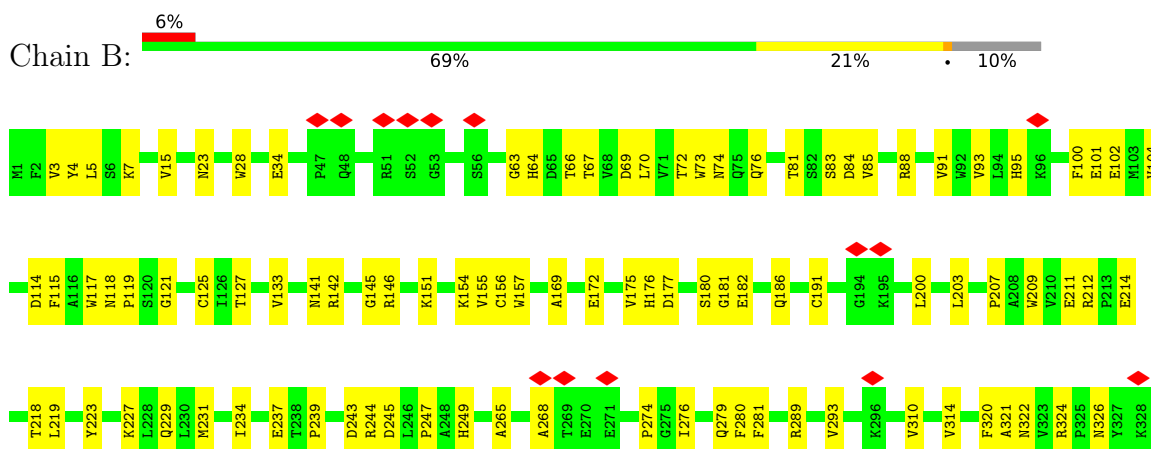 6%
Chain B:
69% 21% • 10%
M1 F2 V3 Y4 L5 S6 K7 V15 N23 W28 E34 P47 Q48 R51 S52 G53 S56 G63 H64 D65 T66 T67 V68 D69 L70 V71 T72 W73 N74 Q75 Q76 T81 S82 S83 D84 V85 R88 V91 W92 V93 L94 H95 K96 F100 E101 E102 M103
D114 F115 A116 W117 N118 P119 S120 G121 C125 I126 T127 V133 N141 R142 G145 R146 K151 K154 V155 C156 W157 A169 E172 V175 H176 D177 S180 G181 E182 Q186 C191 G194 K195 L200 L203 P207 A208 W209 V210 E211 R212 P213 E214
T218 L219 Y223 K227 L228 Q229 L230 M231 I234 E237 T238 P239 D243 R244 D245 L246 P247 A248 H249 A265 A268 T269 E270 E271 P274 G275 I276 Q279 F280 F281 R289 V293 K296 V310 V314 F320 A321 N322 V323 R324 P325 N326 Y327 K328